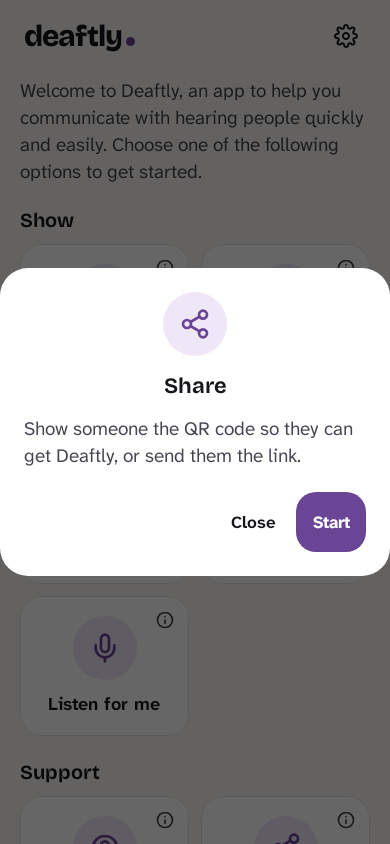 deaftly.
Welcome to Deaftly, an app to help you
communicate with hearing people quickly
and easily. Choose one of the following
options to get started.
Show
Share
Show someone the QR code so they can
get Deaftly, or send them the link.
Close
Start
Listen for me
Support